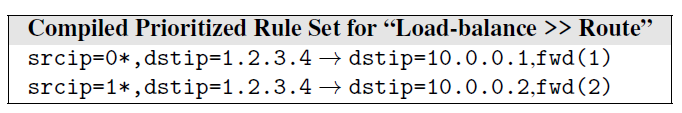 Compiled Prioritized Rule Set for “Load-balance >> Route”
srcip=0*,dstip=1.2.3.4 → dstip=10.0.0.1,fwd(1)
srcip=1*,dstip=1.2.3.4 → dstip=10.0.0.2,fwd(2)